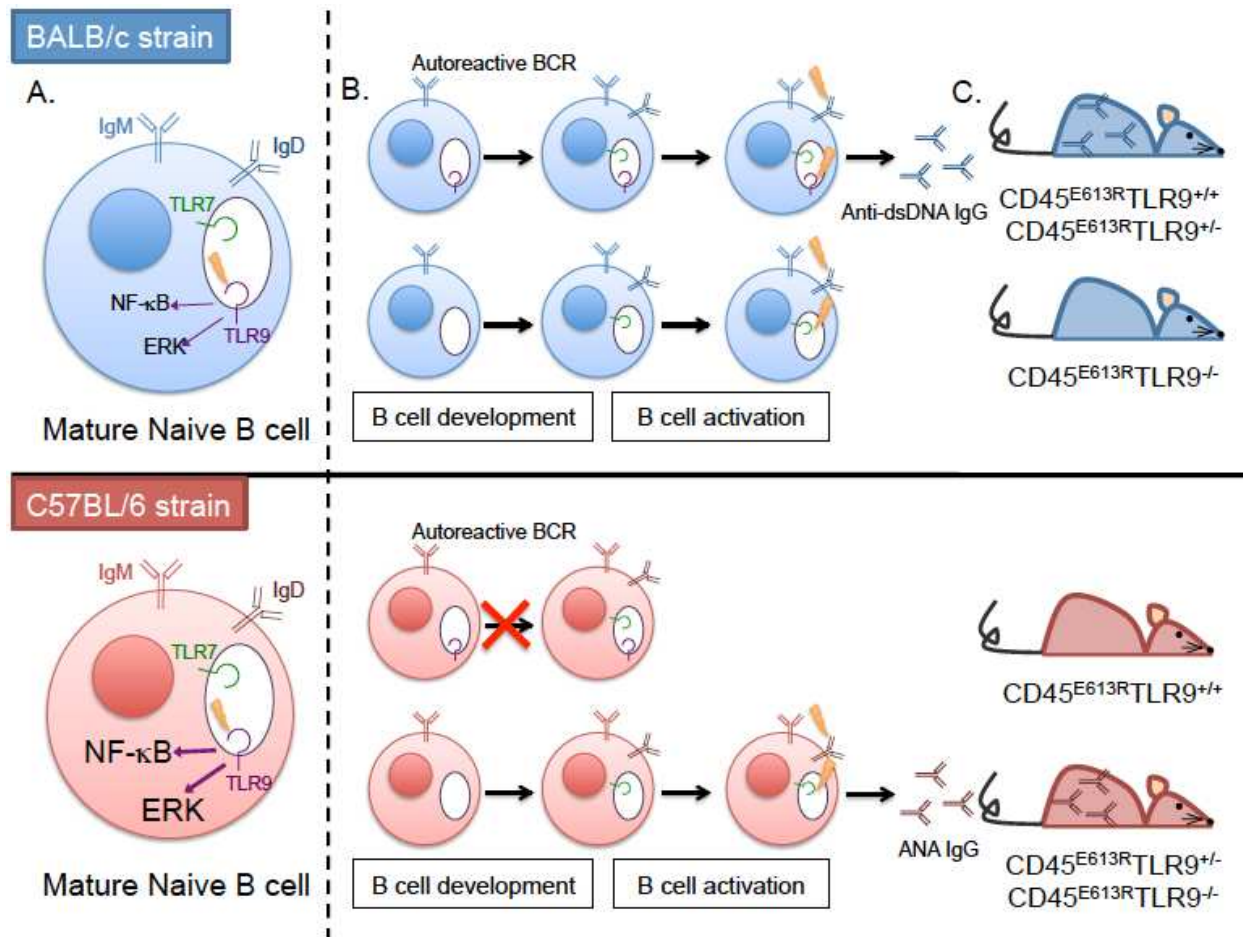 BALB/c strain
A.
IgM
IgD
TLR7
NF-κB
TLR9
ERK
Mature Naive B cell
B.
Autoreactive BCR
Anti-dsDNA IgG
B cell development
B cell activation
C.
CD45E613RTLR9+/+
CD45E613RTLR9+/-
CD45E613RTLR9-/-
C57BL/6 strain
IgM
IgD
TLR7
NF-κB
TLR9
ERK
Mature Naive B cell
Autoreactive BCR
ANA IgG
B cell development
B cell activation
CD45E613RTLR9+/+
CD45E613RTLR9+/-
CD45E613RTLR9-/-